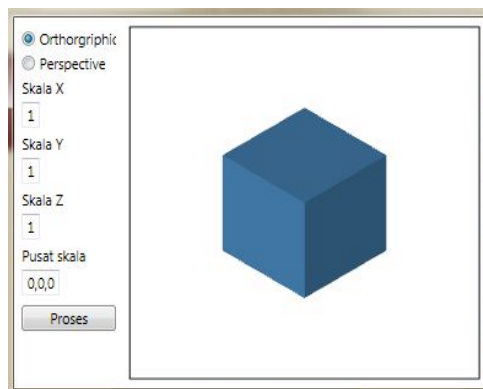 Orthorgriphic
Perspective
Skala X
1
Skala Y
1
Skala Z
1
Pusat skala
0,0,0
Proses